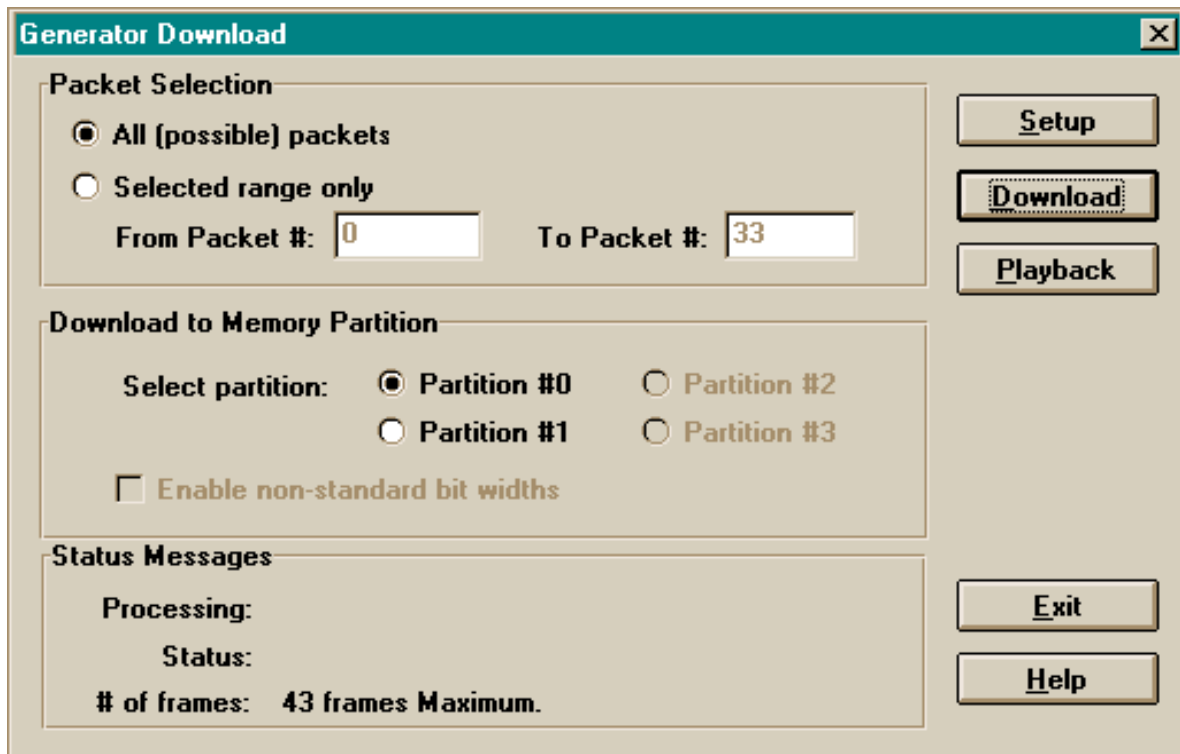 Generator Download
Packet Selection
All (possible) packets
Selected range only
From Packet #: 0 To Packet #: 33
Setup
Download
Playback
Download to Memory Partition
Select partition: Partition #0 Partition #2
Partition #1 Partition #3
Enable non-standard bit widths
Status Messages
Processing:
Status:
# of frames: 43 frames Maximum.
Exit
Help